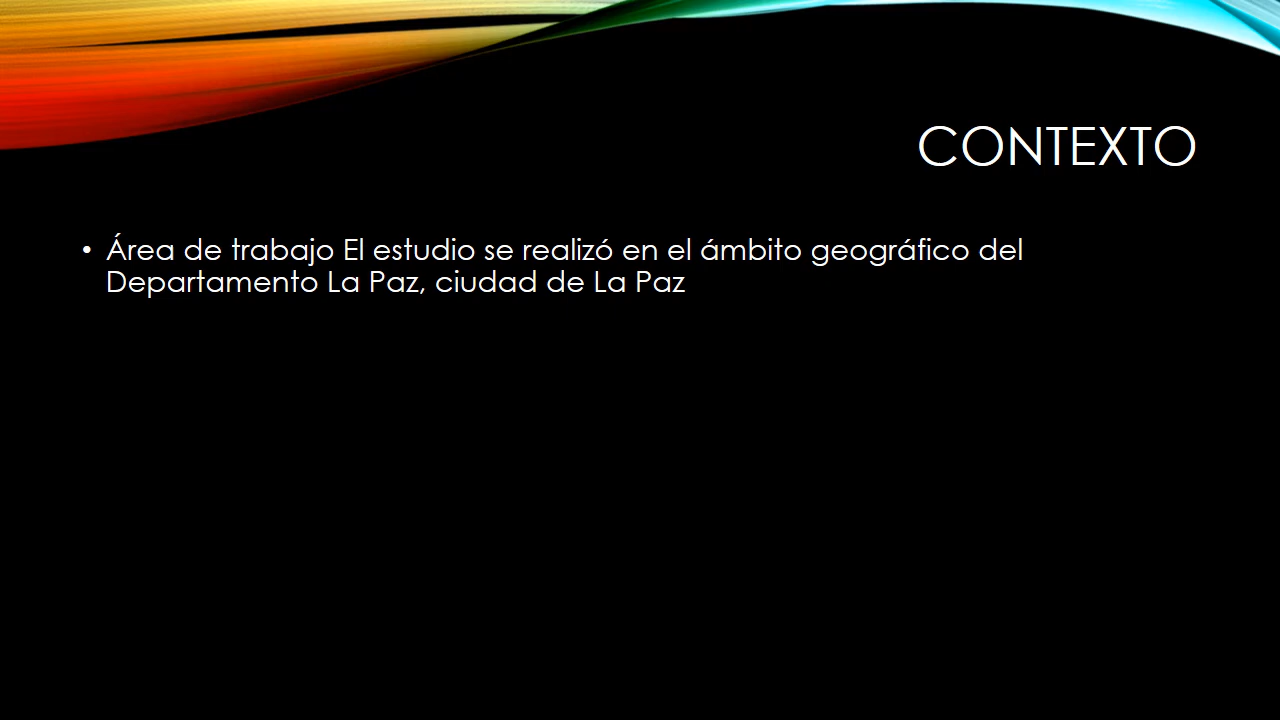 CONTEXTO
• Área de trabajo El estudio se realizó en el ámbito geográfico del
Departamento La Paz, ciudad de La Paz